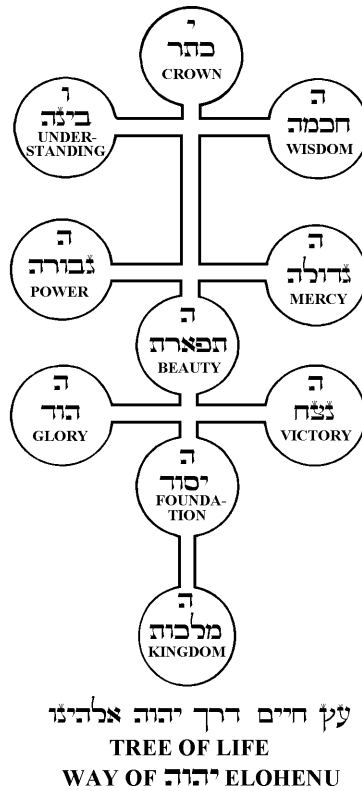 י
כתר
CROWN
ו
בינה
UNDER-
STANDING
ה
חכמה
WISDOM
ה
גבורה
POWER
ה
גדולה
MERCY
ה
תפארת
BEAUTY
ה
הוד
GLORY
ה
נצח
VICTORY
ה
יסוד
FOUNDA-
TION
ה
מלכות
KINGDOM
עץ חיים דרך יהוה אלהינו
TREE OF LIFE
WAY OF יהוה ELOHENU